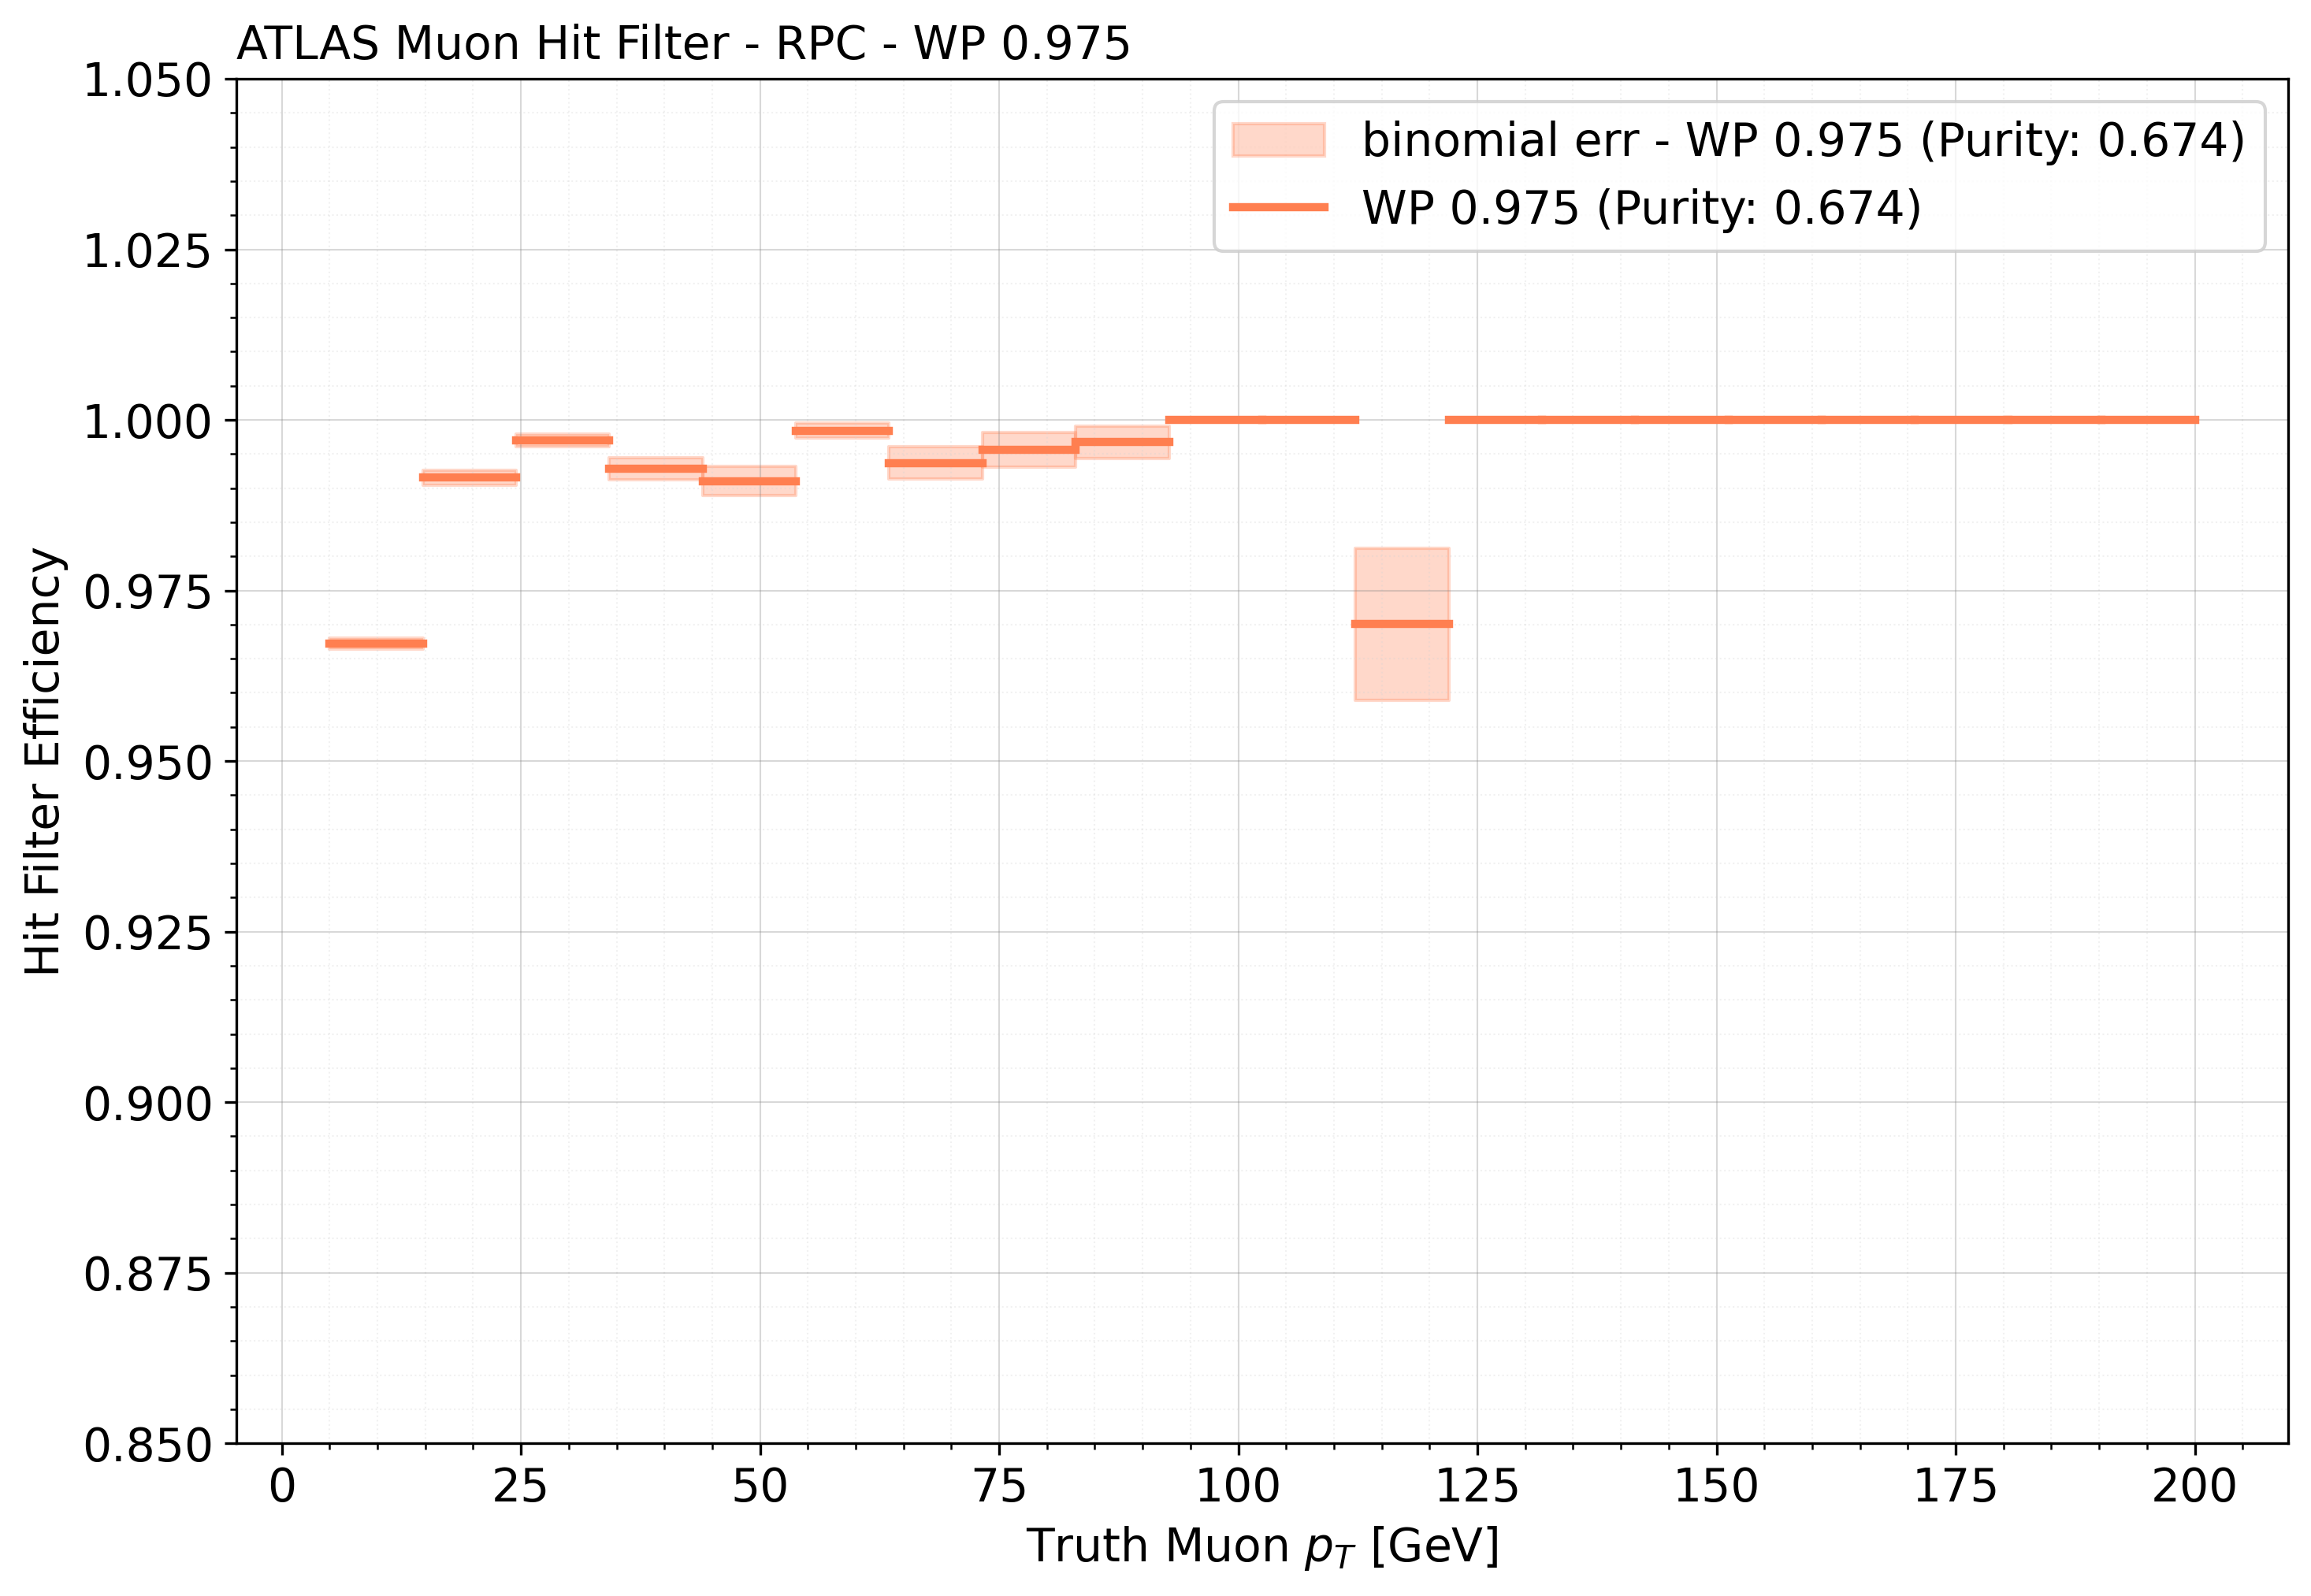 ATLAS Muon Hit Filter - RPC - WP 0.975
binomial err - WP 0.975 (Purity: 0.674)
WP 0.975 (Purity: 0.674)
Hit Filter Efficiency
1.050
1.025
1.000
0.975
0.950
0.925
0.900
0.875
0.850
0 25 50 75 100 125 150 175 200
Truth Muon p_T [GeV]